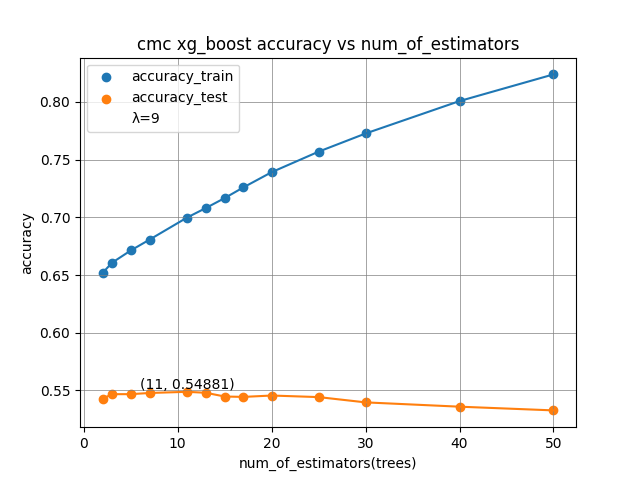 cmc xg_boost accuracy vs num_of_estimators
accuracy_train
accuracy_test
λ=9
accuracy
0.80
0.75
0.70
0.65
0.60
0.55
(11, 0.54881)
0 10 20 30 40 50
num_of_estimators(trees)